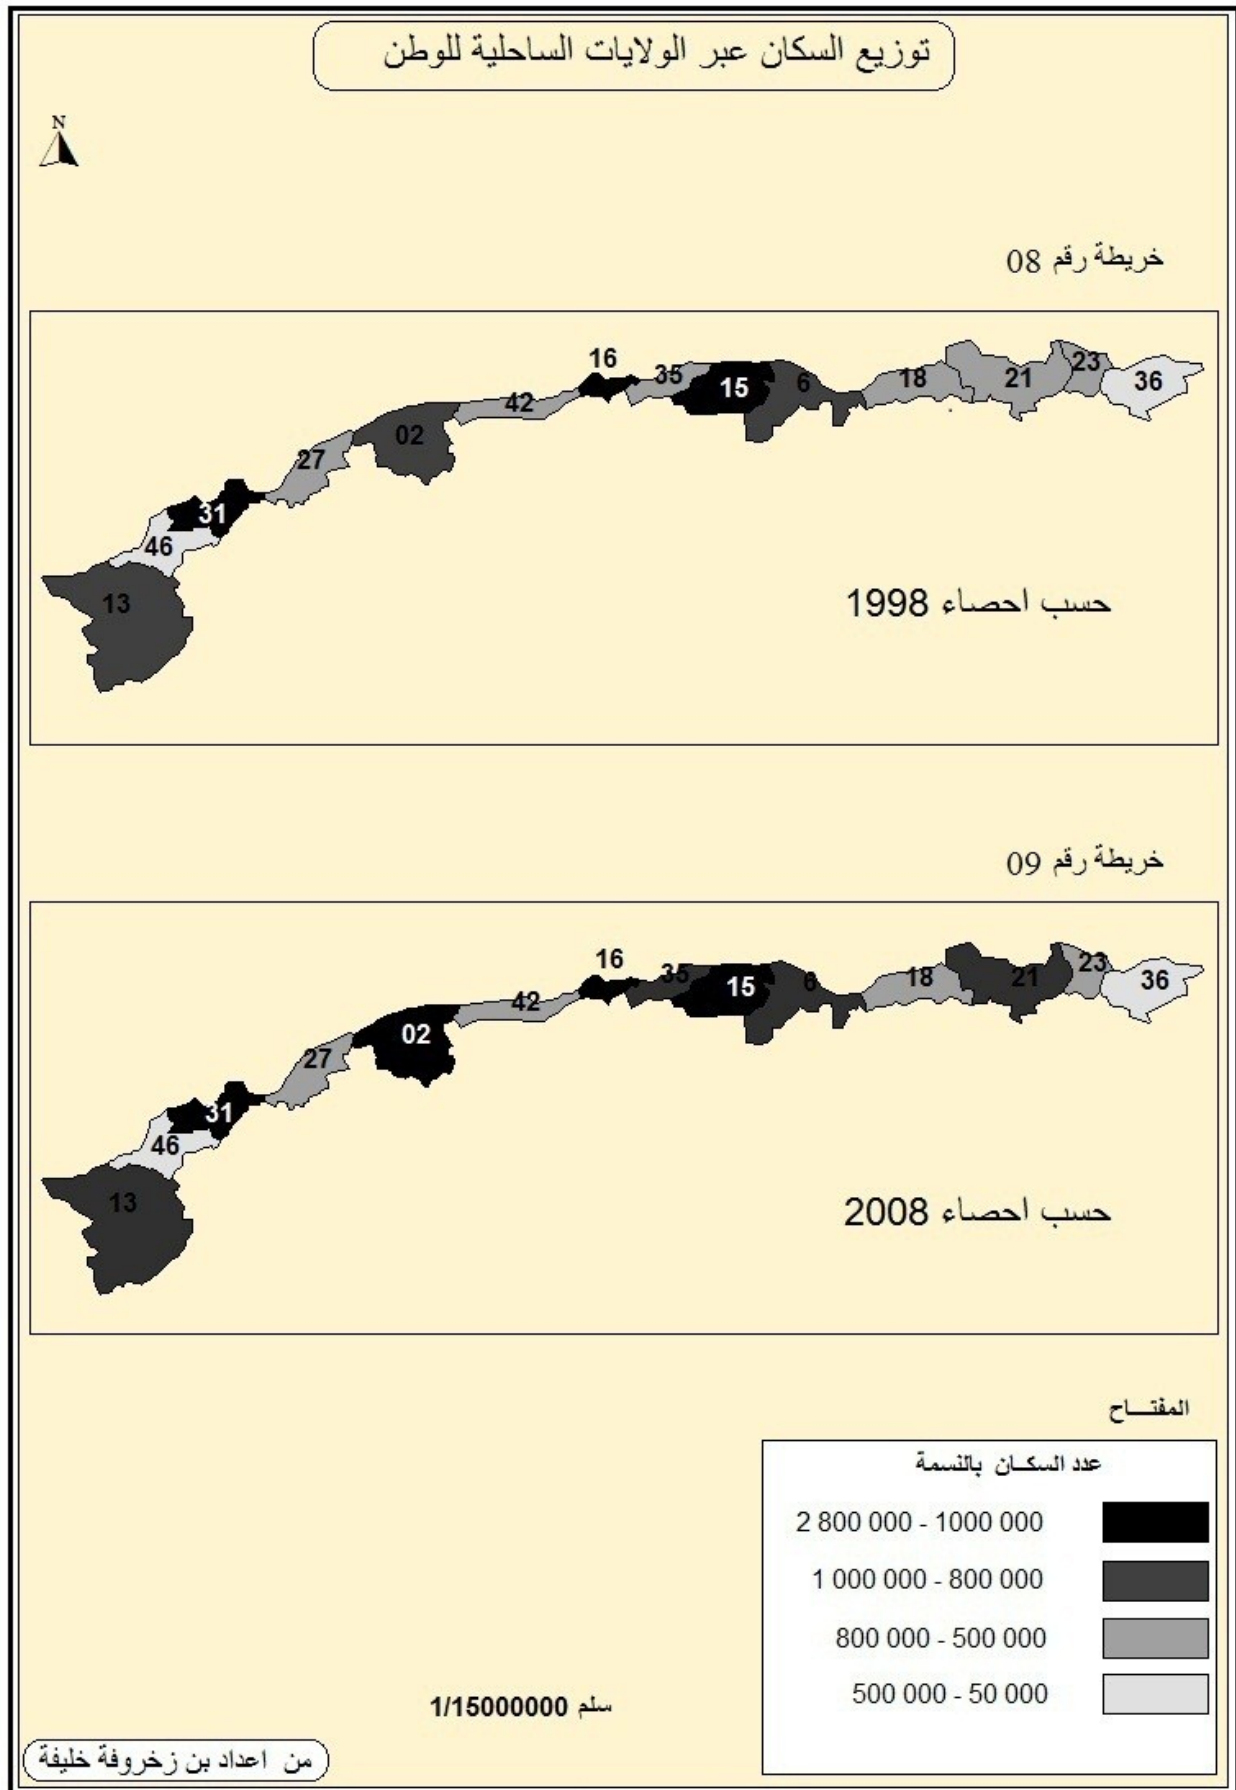 توزيع السكان عبر الولايات الساحلية للوطن
N
خريطة رقم 08
16
35
15
6
18
21
23
36
42
02
27
31
46
13
حسب احصاء 1998
خريطة رقم 09
16
35
15
6
18
21
23
36
42
02
27
31
46
13
حسب احصاء 2008
المفتـــاح
عدد السكــان بالنسمة
2 800 000 - 1000 000
1 000 000 - 800 000
800 000 - 500 000
500 000 - 50 000
سلم 1/15000000
من اعداد بن زخروفة خليفة